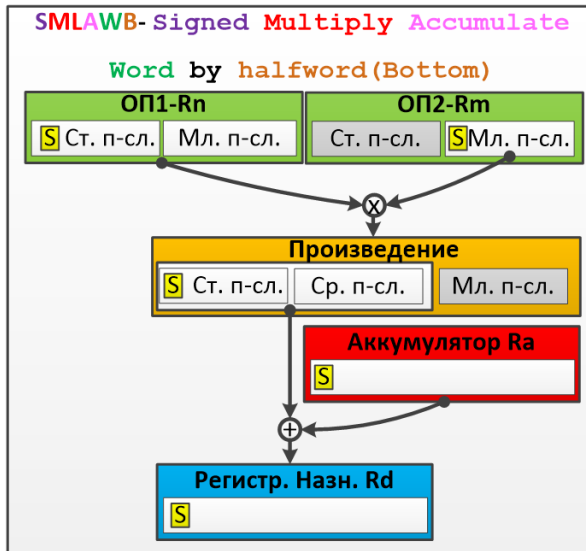 SMLAWB- Signed Multiply Accumulate
Word by halfword(Bottom)
ОП1-Rn ОП2-Rm
S Ст. п-сл. Мл. п-сл. Ст. п-сл. S Мл. п-сл.
x
Произведение
S Ст. п-сл. Ср. п-сл. Мл. п-сл.
Аккумулятор Ra
S
+
Регистр. Назн. Rd
S